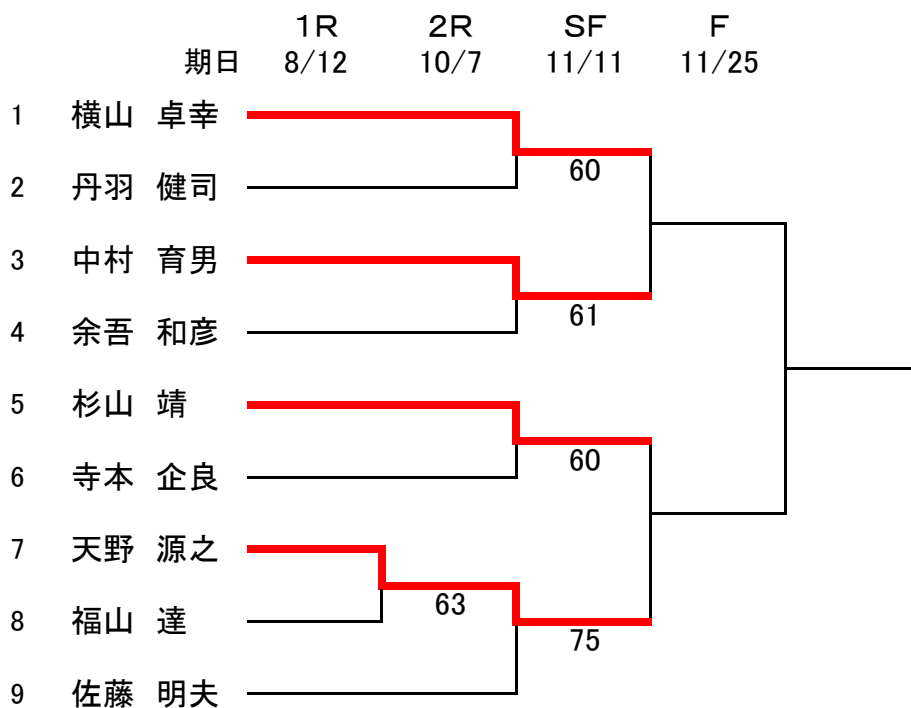 １Ｒ ２Ｒ ＳＦ Ｆ
期日 8/12 10/7 11/11 11/25
1 横山 卓幸
60
2 丹羽 健司
3 中村 育男
61
4 余吾 和彦
5 杉山 靖
60
6 寺本 企良
7 天野 源之
63
8 福山 達
75
9 佐藤 明夫